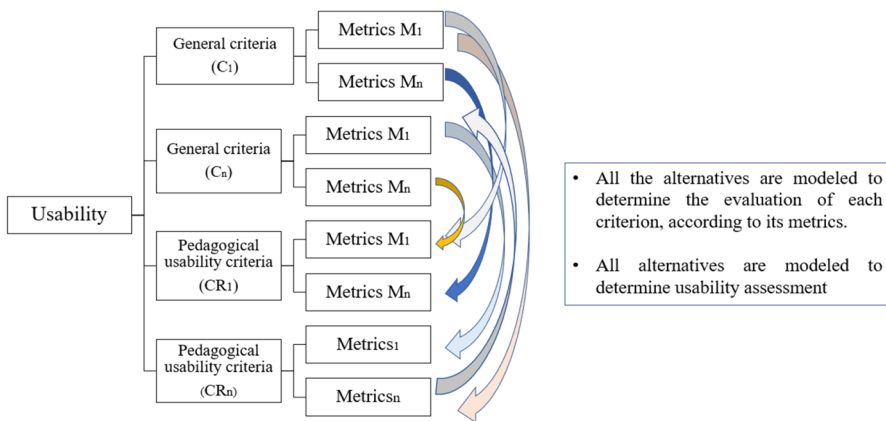 Usability
General criteria
(C1)
Metrics M1
Metrics Mn
General criteria
(Cn)
Metrics M1
Metrics Mn
Pedagogical
usability criteria
(CR1)
Metrics M1
Metrics Mn
Pedagogical
usability criteria
(CRn)
Metrics1
Metricsn
• All the alternatives are modeled to
determine the evaluation of each
criterion, according to its metrics.
• All alternatives are modeled to
determine usability assessment